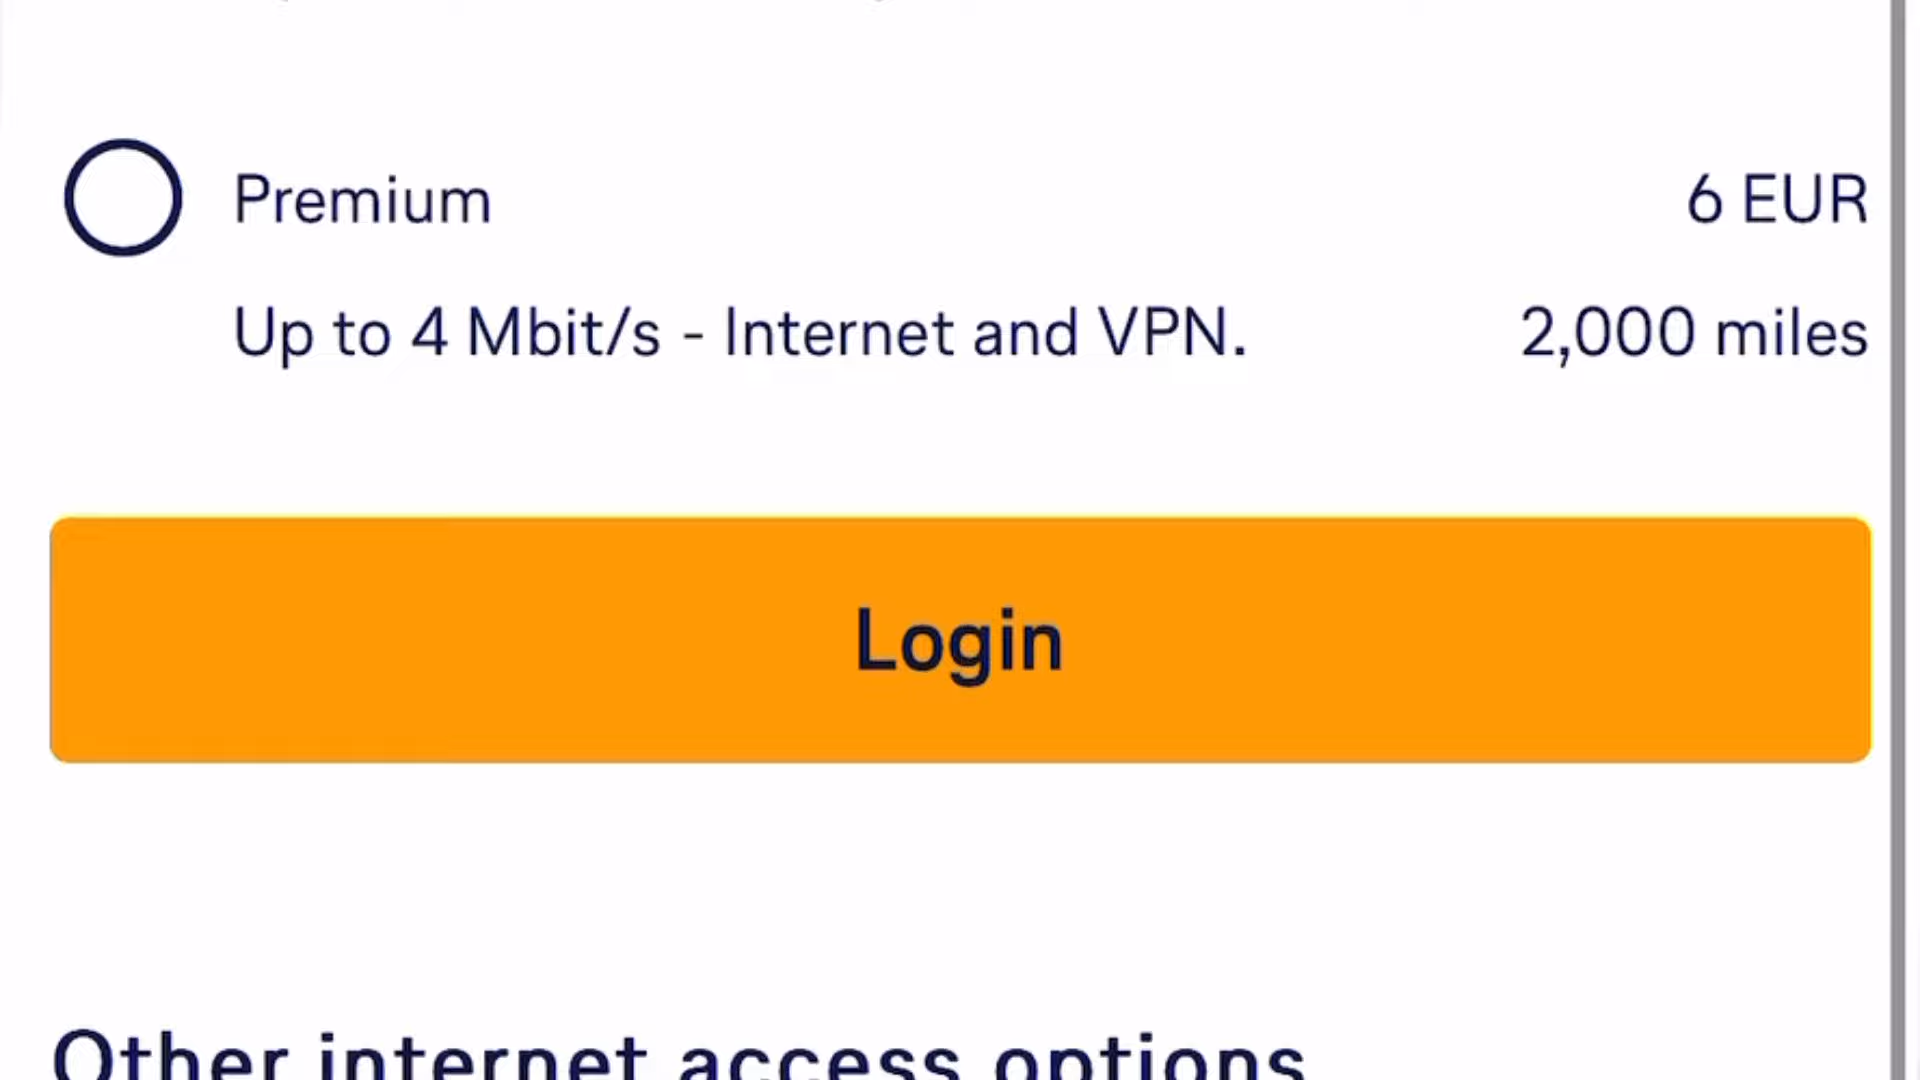 Premium 6 EUR
Up to 4 Mbit/s - Internet and VPN. 2,000 miles
Login
Other internet access options